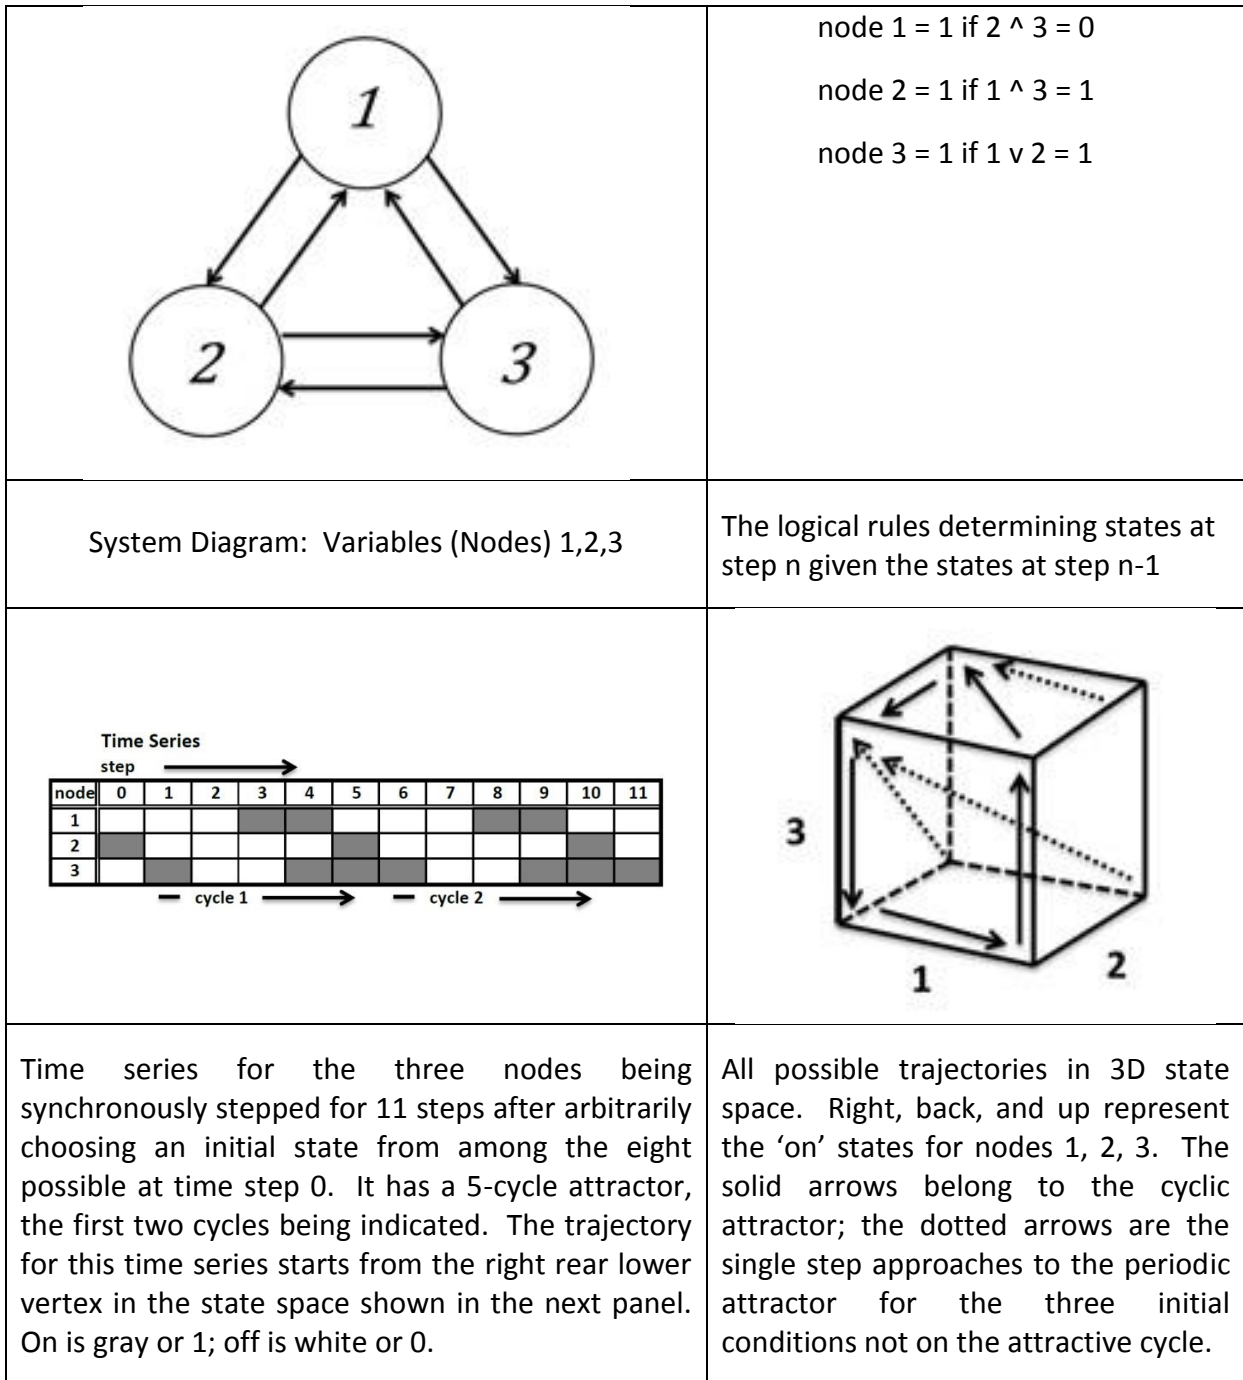 1
2
3
node 1 = 1 if 2 ^ 3 = 0
node 2 = 1 if 1 ^ 3 = 1
node 3 = 1 if 1 v 2 = 1
System Diagram: Variables (Nodes) 1,2,3
The logical rules determining states at
step n given the states at step n-1
Time Series
step
node 0 1 2 3 4 5 6 7 8 9 10 11
1
2
3
cycle 1
cycle 2
3
1
2
Time series for the three nodes being
synchronously stepped for 11 steps after arbitrarily
choosing an initial state from among the eight
possible at time step 0. It has a 5-cycle attractor,
the first two cycles being indicated. The trajectory
for this time series starts from the right rear lower
vertex in the state space shown in the next panel.
On is gray or 1; off is white or 0.
All possible trajectories in 3D state
space. Right, back, and up represent
the ‘on’ states for nodes 1, 2, 3. The
solid arrows belong to the cyclic
attractor; the dotted arrows are the
single step approaches to the periodic
attractor for the three initial
conditions not on the attractive cycle.